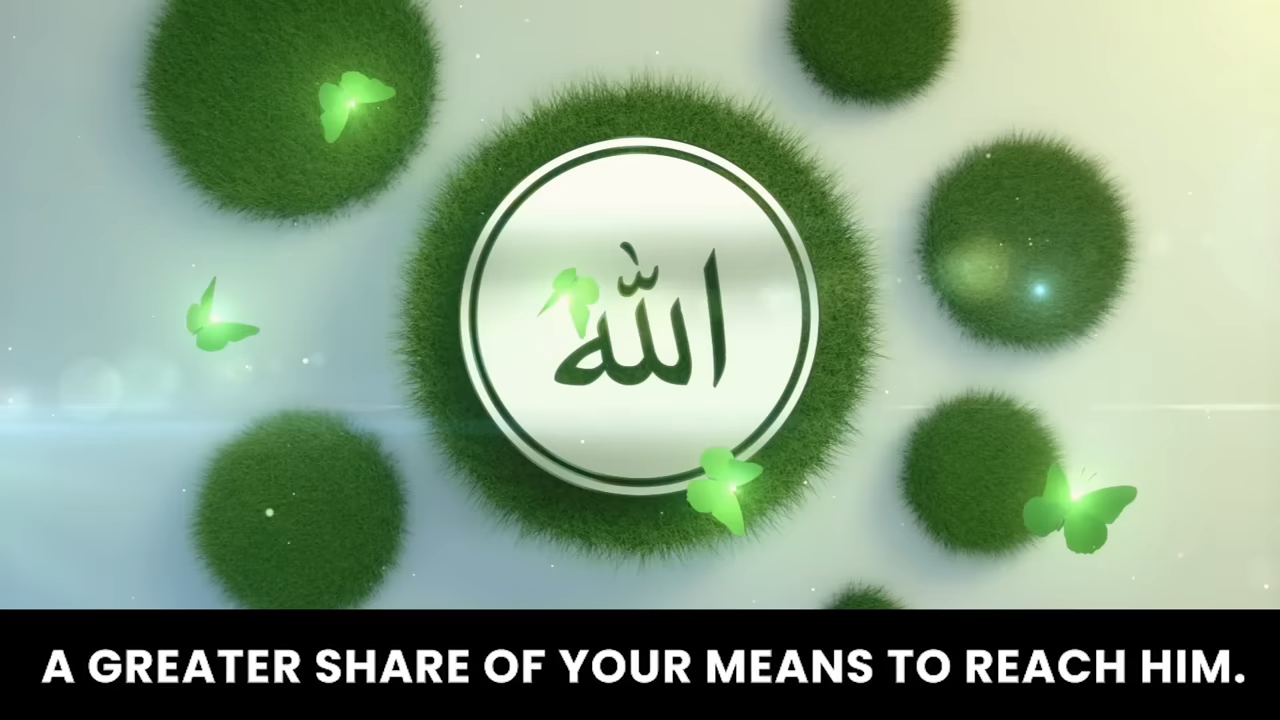 الله
A GREATER SHARE OF YOUR MEANS TO REACH HIM.